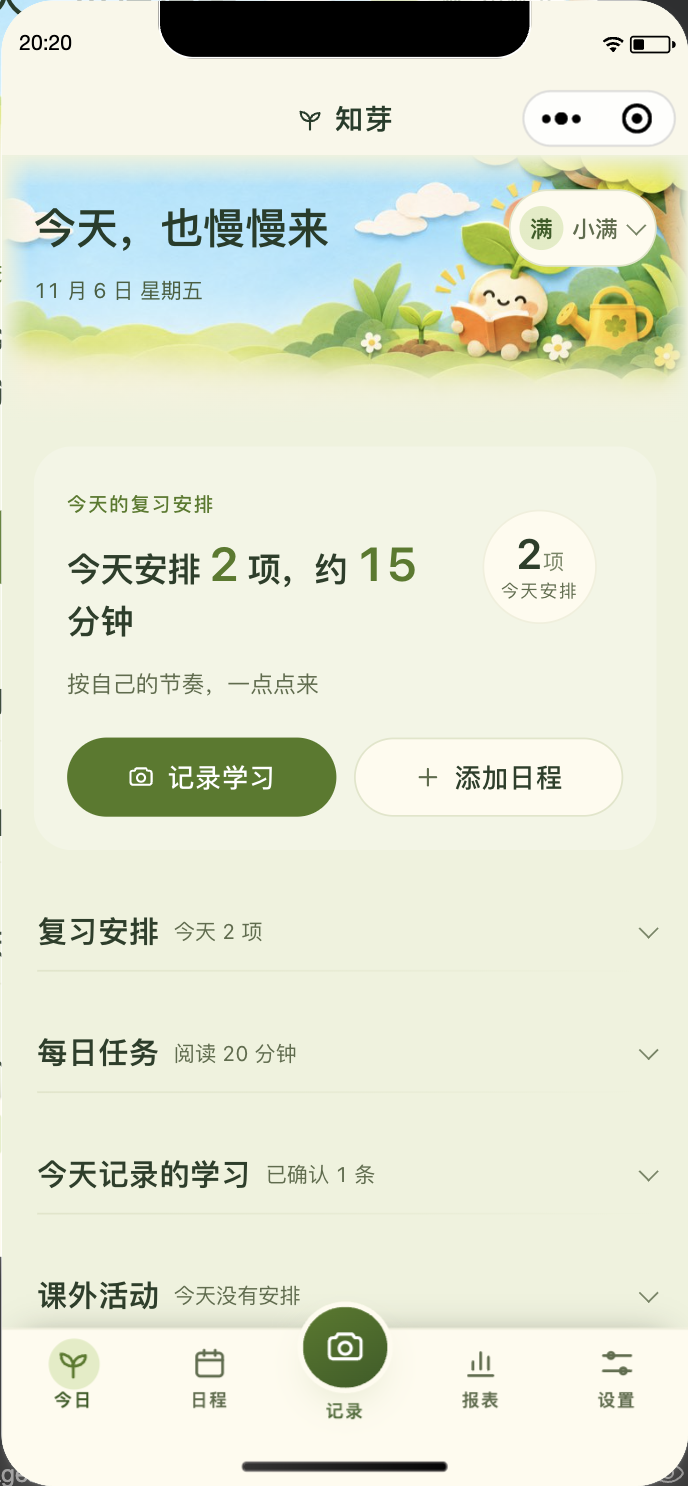 20:20
知芽
今天，也慢慢来
满 小满
11 月 6 日 星期五
今天的复习安排
今天安排 2 项，约 15
分钟
2项
今天安排
按自己的节奏，一点点来
记录学习
添加日程
复习安排 今天 2 项
每日任务 阅读 20 分钟
今天记录的学习 已确认 1 条
课外活动 今天没有安排
今日
日程
记录
报表
设置